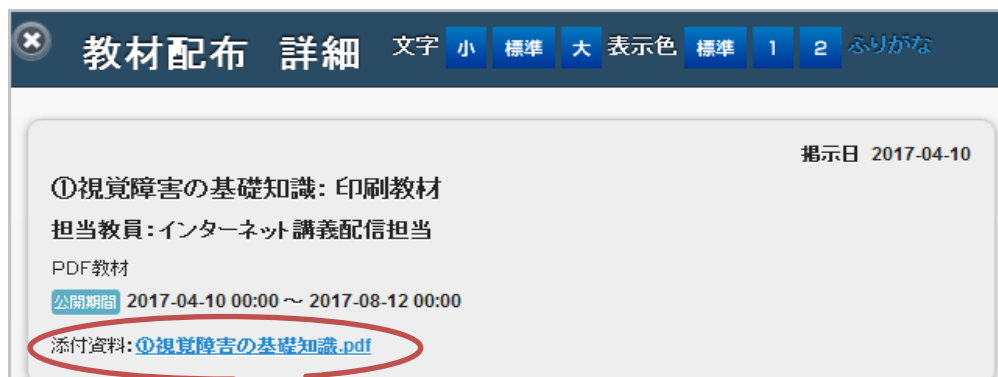 教材配布 詳細 文字 小 標準 大 表示色 標準 1 2 ふりがな
掲示日 2017-04-10
①視覚障害の基礎知識: 印刷教材
担当教員:インターネット講義配信担当
PDF教材
公開期間 2017-04-10 00:00 ～ 2017-08-12 00:00
添付資料:①視覚障害の基礎知識.pdf